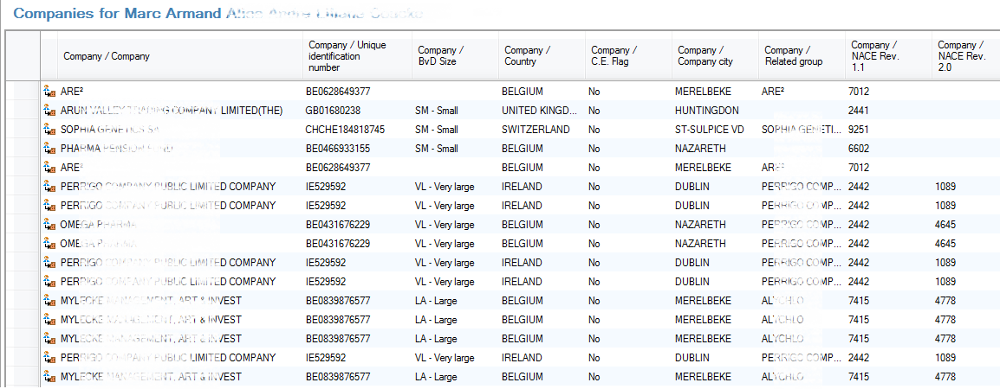 Companies for Marc Armand
Company / Company Company / Unique identification number Company / BvD Size Company / Country Company / C.E. Flag Company / Company city Company / Related group Company / NACE Rev. 1.1 Company / NACE Rev. 2.0
ARE² BE0628649377 BELGIUM No MERELBEKE ARE² 7012
ARUN VALLEY TRADING COMPANY LIMITED(THE) GB01680238 SM - Small UNITED KINGD... No HUNTINGDON 2441
SOPHIA GENETICS SA CHCHE184818745 SM - Small SWITZERLAND No ST-SULPICE VD SOPHIA GENETI... 9251
PHARMA PENSION FUND BE0466933155 SM - Small BELGIUM No NAZARETH 6602
ARE² BE0628649377 BELGIUM No MERELBEKE ARE² 7012
PERRIGO COMPANY PUBLIC LIMITED COMPANY IE529592 VL - Very large IRELAND No DUBLIN PERRIGO COMP... 2442 1089
PERRIGO COMPANY PUBLIC LIMITED COMPANY IE529592 VL - Very large IRELAND No DUBLIN PERRIGO COMP... 2442 1089
OMEGA PHARMA BE0431676229 VL - Very large BELGIUM No NAZARETH PERRIGO COMP... 2442 4645
OMEGA PHARMA BE0431676229 VL - Very large BELGIUM No NAZARETH PERRIGO COMP... 2442 4645
PERRIGO COMPANY PUBLIC LIMITED COMPANY IE529592 VL - Very large IRELAND No DUBLIN PERRIGO COMP... 2442 1089
PERRIGO COMPANY PUBLIC LIMITED COMPANY IE529592 VL - Very large IRELAND No DUBLIN PERRIGO COMP... 2442 1089
MYLECKE MANAGEMENT, ART & INVEST BE0839876577 LA - Large BELGIUM No MERELBEKE ALYCHLO 7415 4778
MYLECKE MANAGEMENT, ART & INVEST BE0839876577 LA - Large BELGIUM No MERELBEKE ALYCHLO 7415 4778
MYLECKE MANAGEMENT, ART & INVEST BE0839876577 LA - Large BELGIUM No MERELBEKE ALYCHLO 7415 4778
PERRIGO COMPANY PUBLIC LIMITED COMPANY IE529592 VL - Very large IRELAND No DUBLIN PERRIGO COMP... 2442 1089
MYLECKE MANAGEMENT, ART & INVEST BE0839876577 LA - Large BELGIUM No MERELBEKE ALYCHLO 7415 4778